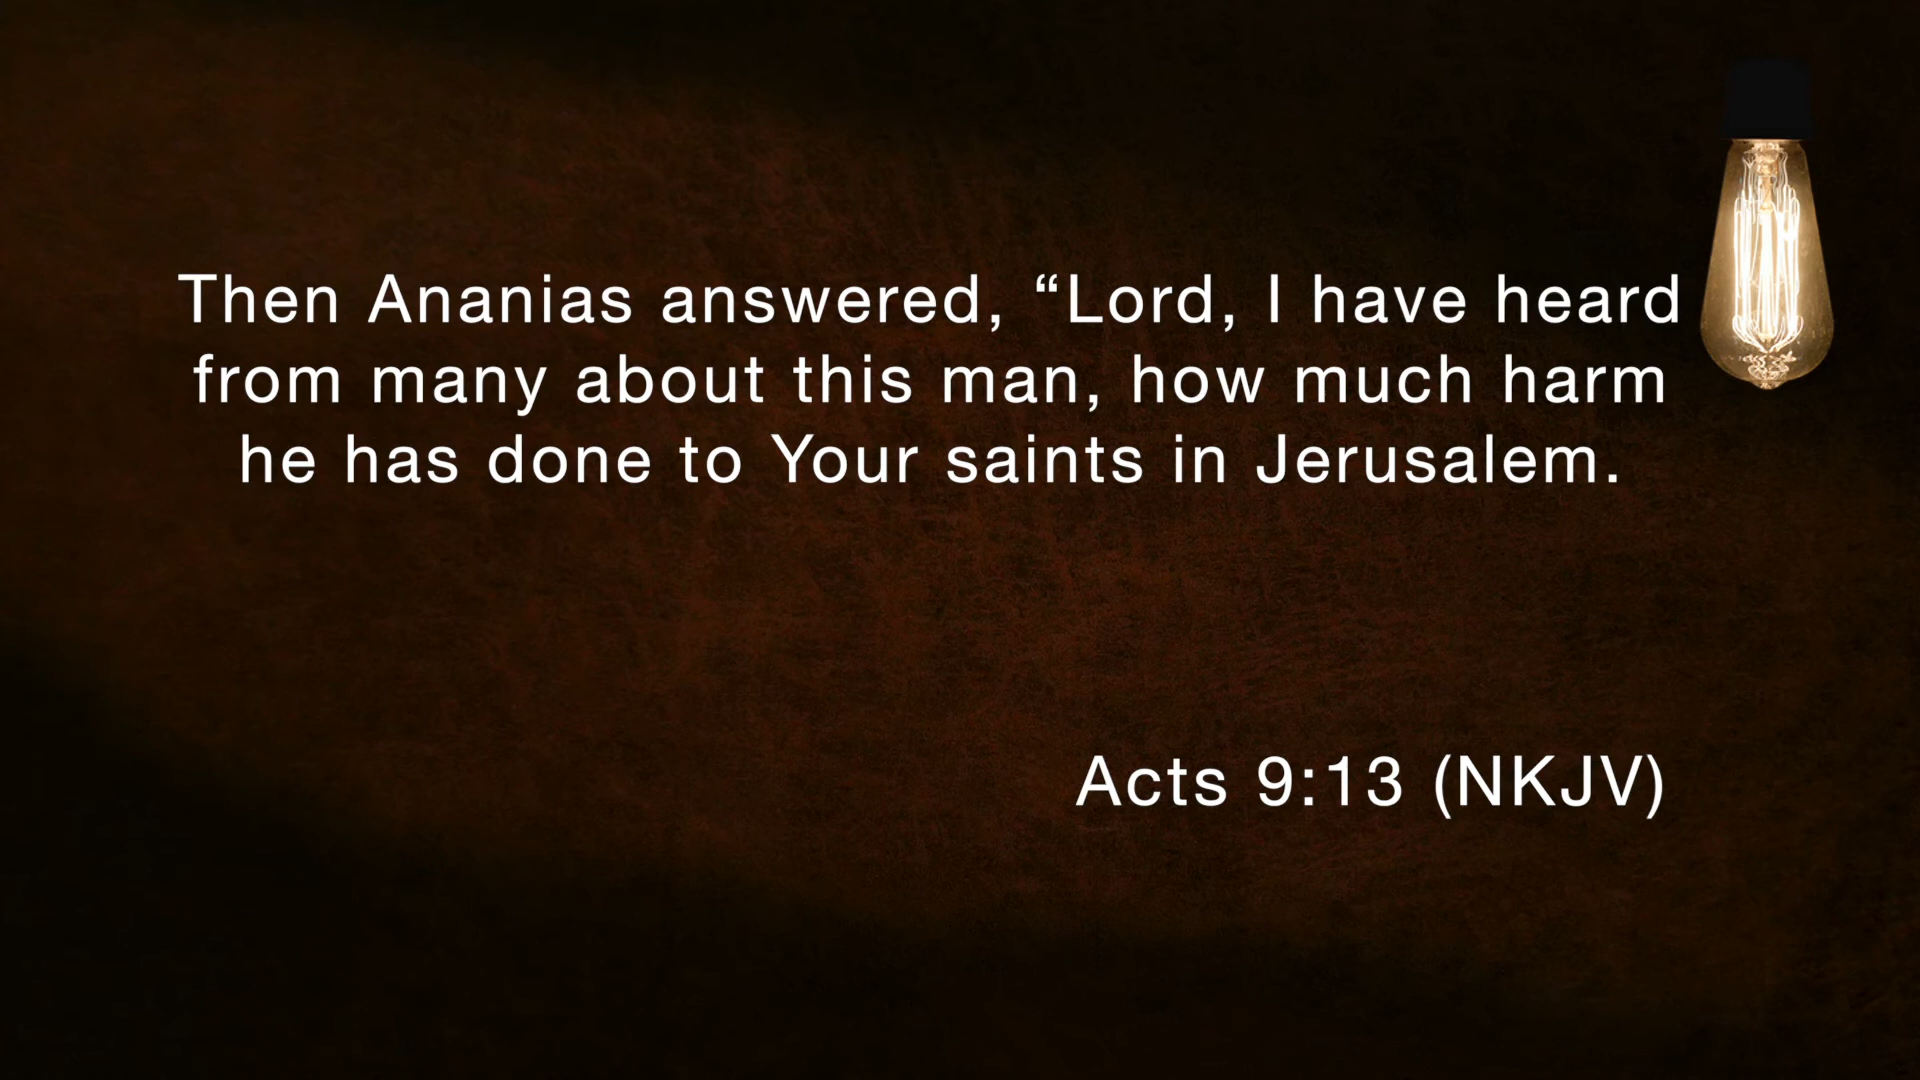 Then Ananias answered, “Lord, I have heard
from many about this man, how much harm
he has done to Your saints in Jerusalem.
Acts 9:13 (NKJV)